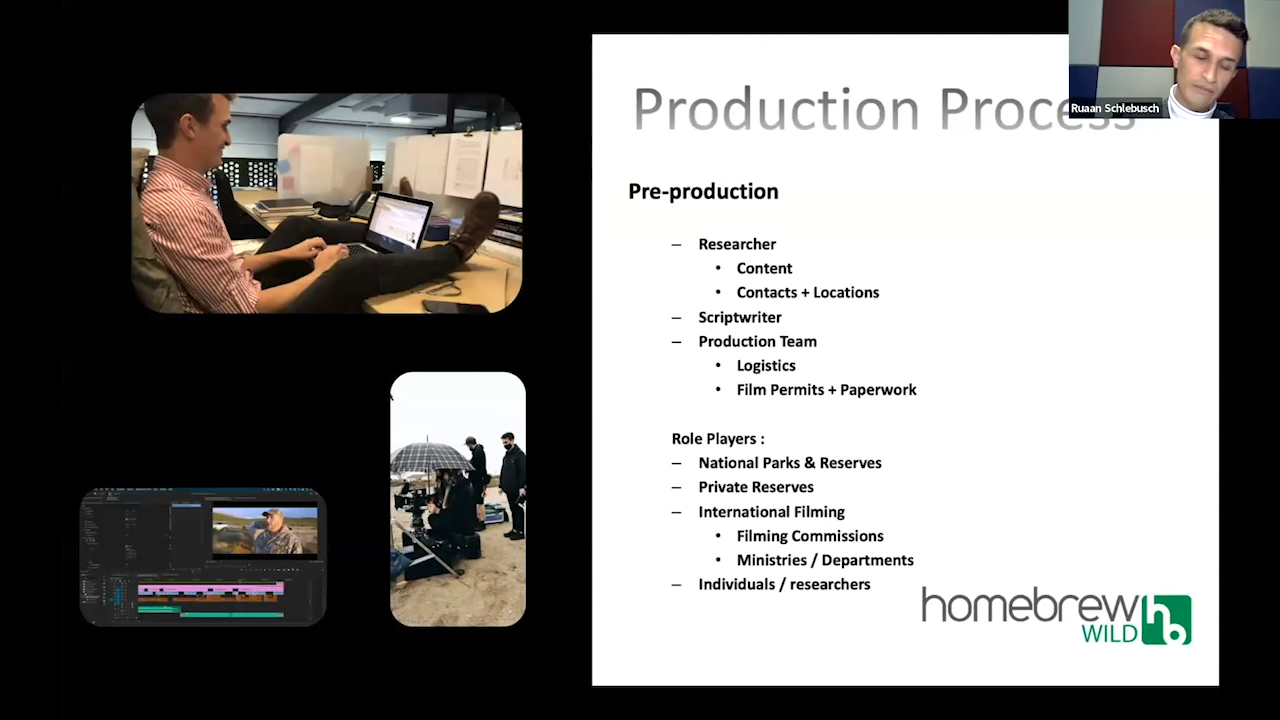 Production Process
Ruaan Schlebusch
Pre-production
– Researcher
• Content
• Contacts + Locations
– Scriptwriter
– Production Team
• Logistics
• Film Permits + Paperwork
Role Players :
– National Parks & Reserves
– Private Reserves
– International Filming
• Filming Commissions
• Ministries / Departments
– Individuals / researchers
homebrew
WILD
hb